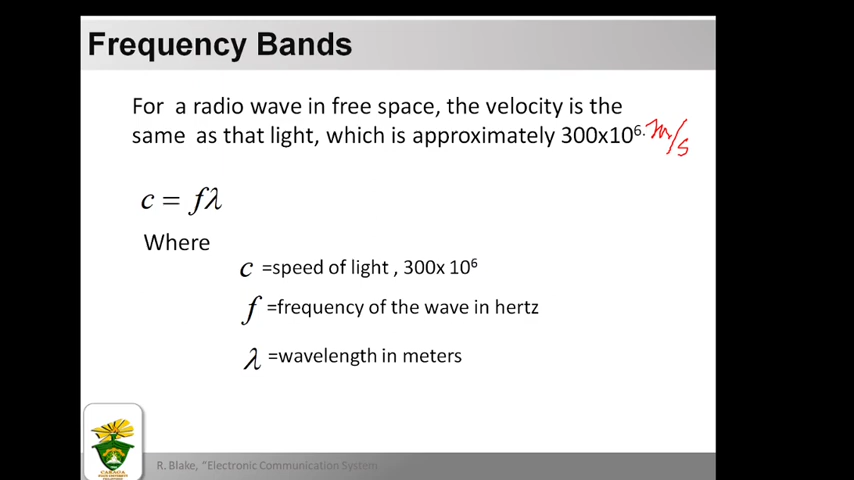 Frequency Bands
For a radio wave in free space, the velocity is the
same as that light, which is approximately 300x10⁶. m/s
c = fλ
Where
c =speed of light , 300x 10⁶
f =frequency of the wave in hertz
λ =wavelength in meters
CARAGA
R. Blake, “Electronic Communication System